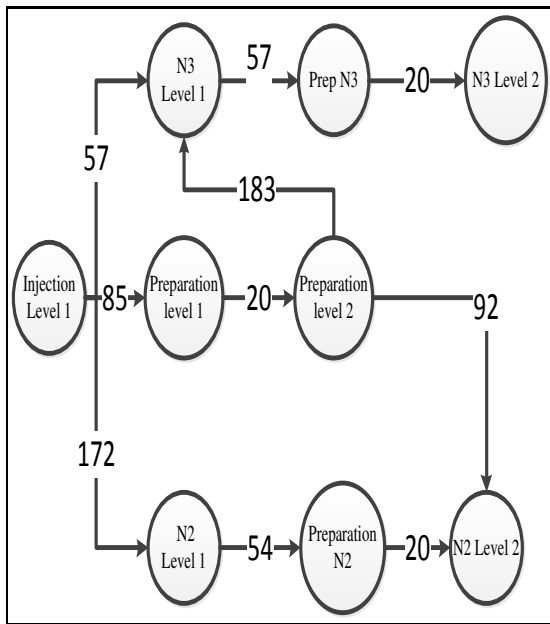 N3
Level 1
57
Prep N3
20
N3 Level 2
57
183
Injection
Level 1
85
Preparation
level 1
20
Preparation
level 2
92
172
N2
Level 1
54
Preparation
N2
20
N2 Level 2